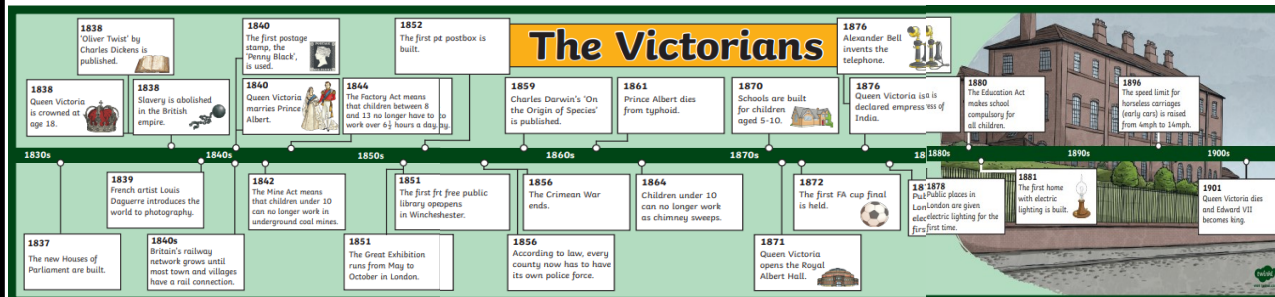 The Victorians
1838
'Oliver Twist' by
Charles Dickens is
published.
1840
The first postage
stamp, the
'Penny Black',
is used.
1852
The first pt postbox is
built.
1876
Alexander Bell
invents the
telephone.
1838
Queen Victoria
is crowned at
age 18.
1838
Slavery is abolished
in the British
empire.
1840
Queen Victoria
marries Prince
Albert.
1844
The Factory Act means
that children between 8
and 13 no longer have to to
work over 6½ hours a day.
1859
Charles Darwin's 'On
the Origin of Species'
is published.
1861
Prince Albert dies
from typhoid.
1870
Schools are built
for children
aged 5-10.
1876
Queen Victoria is
declared empress ess of
India.
1880
The Education Act
makes school
compulsory for
all children.
1896
The speed limit for
horseless carriages
(early cars) is raised
from 4mph to 14mph.
1830s
1840s
1850s
1860s
1870s
18
1880s
1890s
1900s
1839
French artist Louis
Daguerre introduces the
world to photography.
1842
The Mine Act means
that children under 10
can no longer work in
underground coal mines.
1851
The first free public
library opens
in Winchester.
1856
The Crimean War
ends.
1864
Children under 10
can no longer work
as chimney sweeps.
1872
The first FA cup final
is held.
187
Pub
Lon
elec
first
1878
Public places in
London are given
electric lighting for the
first time.
1881
The first home
with electric
lighting is built.
1901
Queen Victoria dies
and Edward VII
becomes king.
1837
The new Houses of
Parliament are built.
1840s
Britain's railway
network grows until
most town and villages
have a rail connection.
1851
The Great Exhibition
runs from May to
October in London.
1856
According to law, every
county now has to have
its own police force.
1871
Queen Victoria
opens the Royal
Albert Hall.
twinkl